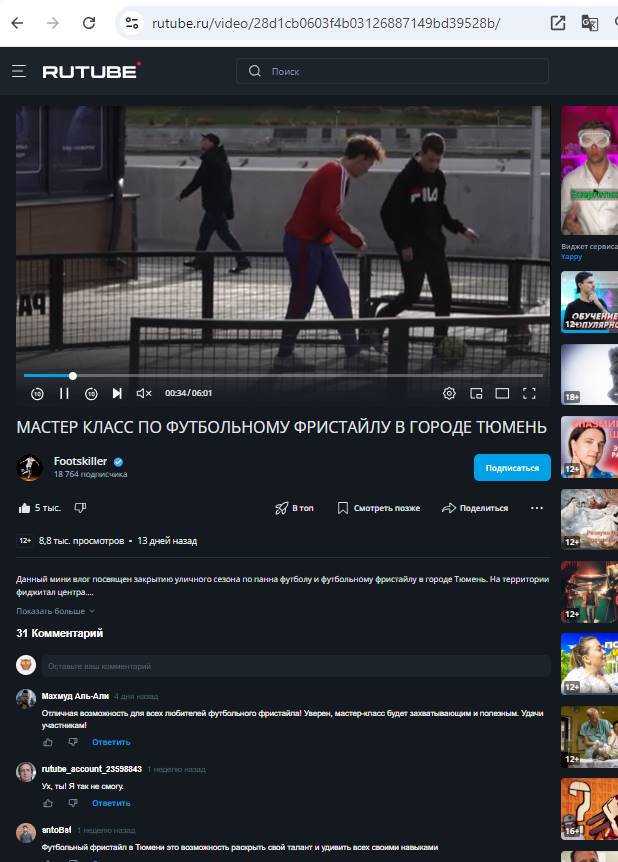 rutube.ru/video/28d1cb0603f4b03126887149bd39528b/
RUTUBE
Поиск
FILA
10
10
00:34 / 06:01
МАСТЕР КЛАСС ПО ФУТБОЛЬНОМУ ФРИСТАЙЛУ В ГОРОДЕ ТЮМЕНЬ
Footskiller
18 764 подписчика
Подписаться
5 тыс.
В топ
Смотреть позже
Поделиться
12+ 8,8 тыс. просмотров • 13 дней назад
Данный мини влог посвящен закрытию уличного сезона по панна футболу и футбольному фристайлу в городе Тюмень. На территории
фиджитал центра....
Показать больше
31 Комментарий
Оставьте ваш комментарий
Махмуд Аль-Али 4 дня назад
Отличная возможность для всех любителей футбольного фристайла! Уверен, мастер-класс будет захватывающим и полезным. Удачи
участникам!
Ответить
rutube_account_23598843 1 неделю назад
Ух, ты! Я так не смогу.
Ответить
antoBel 1 неделю назад
Футбольный фристайл в Тюмени это возможность раскрыть свой талант и удивить всех своими навыками
Виджет сервиса
Yappy
ОБУЧЕНИЕ
12+
18+
12+
12+
12+
12+
12+
16+